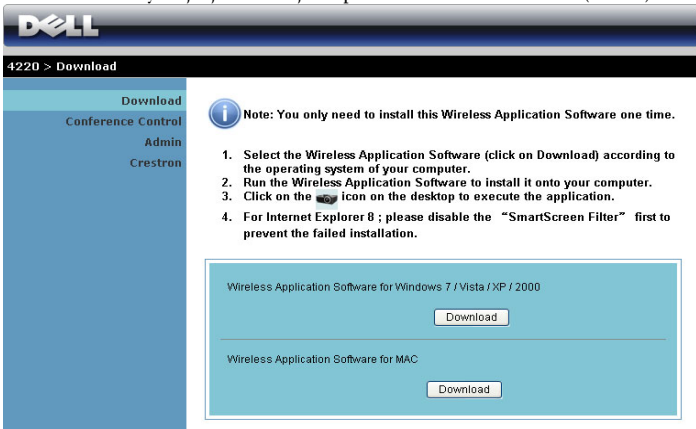 DELL
4220 > Download
Download
Conference Control
Admin
Crestron
Note: You only need to install this Wireless Application Software one time.
1. Select the Wireless Application Software (click on Download) according to
the operating system of your computer.
2. Run the Wireless Application Software to install it onto your computer.
3. Click on the icon on the desktop to execute the application.
4. For Internet Explorer 8 ; please disable the “SmartScreen Filter” first to
prevent the failed installation.
Wireless Application Software for Windows 7 / Vista / XP / 2000
Download
Wireless Application Software for MAC
Download